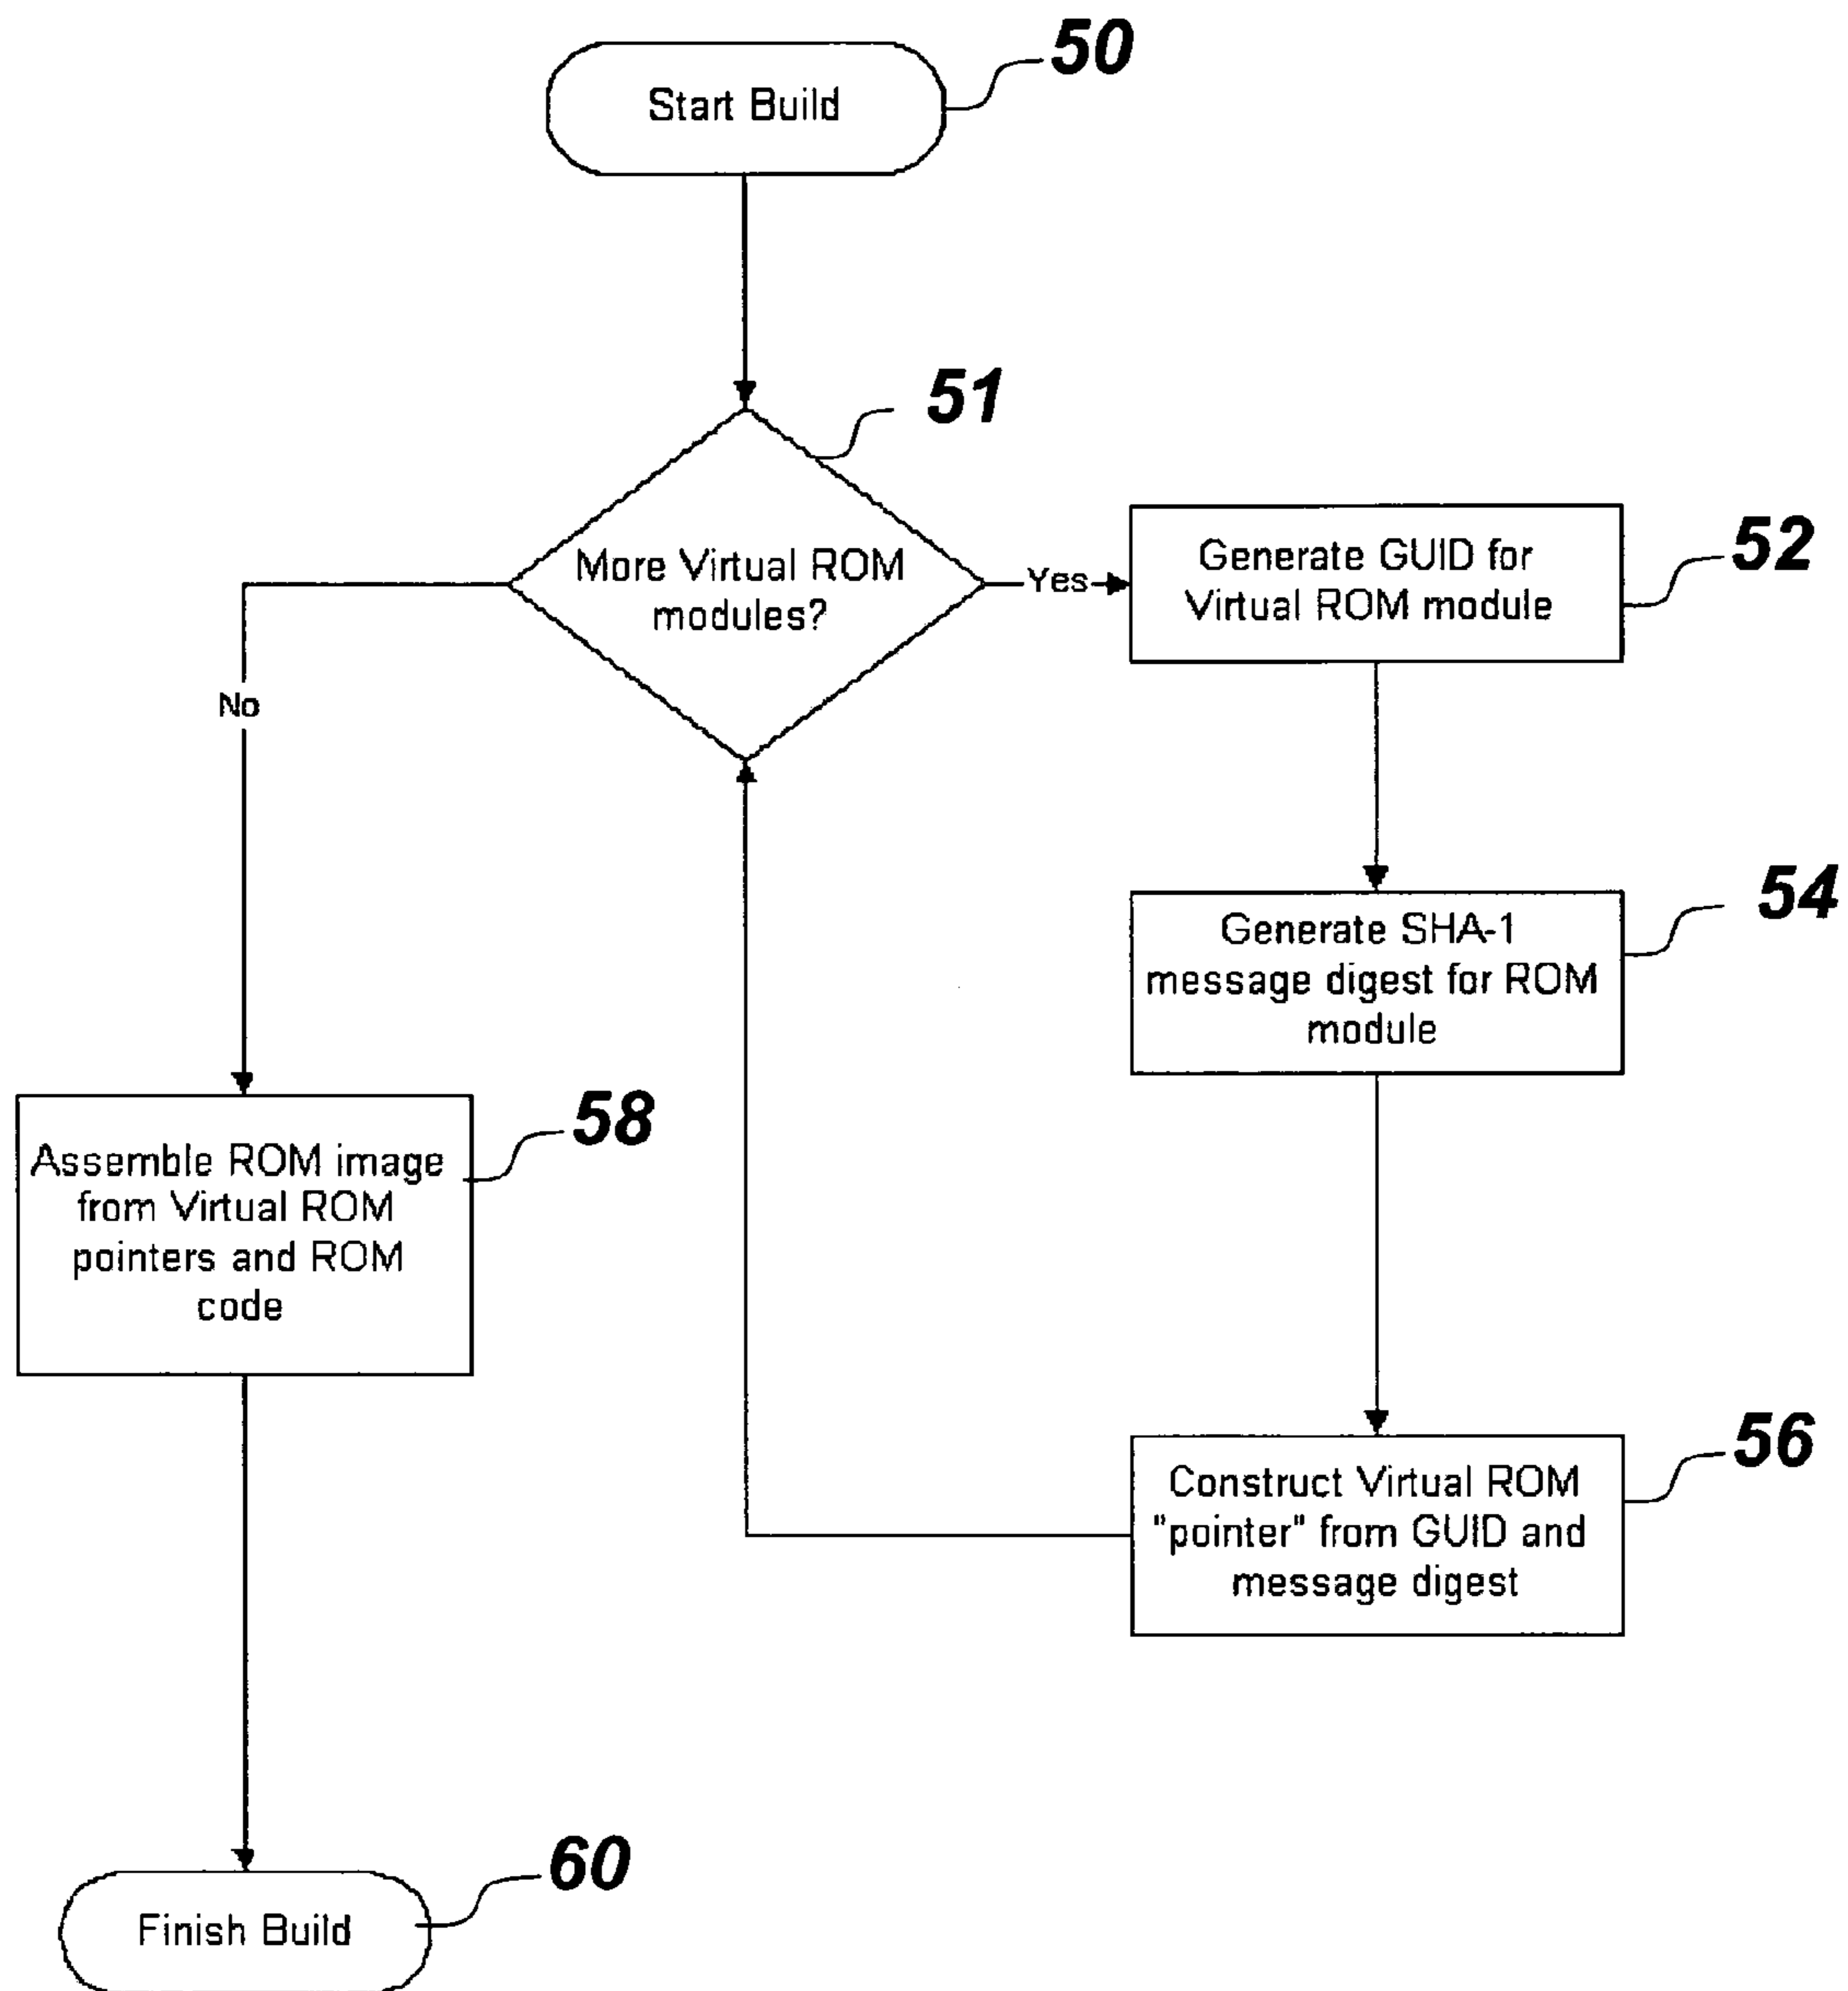 50
Start Build
51
More Virtual ROM
modules?
Yes
52
Generate GUID for
Virtual ROM module
No
54
Generate SHA-1
message digest for ROM
module
58
Assemble ROM image
from Virtual ROM
pointers and ROM
code
56
Construct Virtual ROM
"pointer" from GUID and
message digest
60
Finish Build